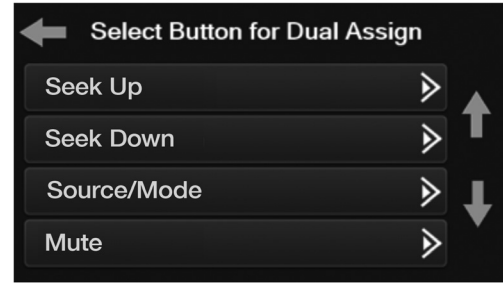 Select Button for Dual Assign
Seek Up
Seek Down
Source/Mode
Mute